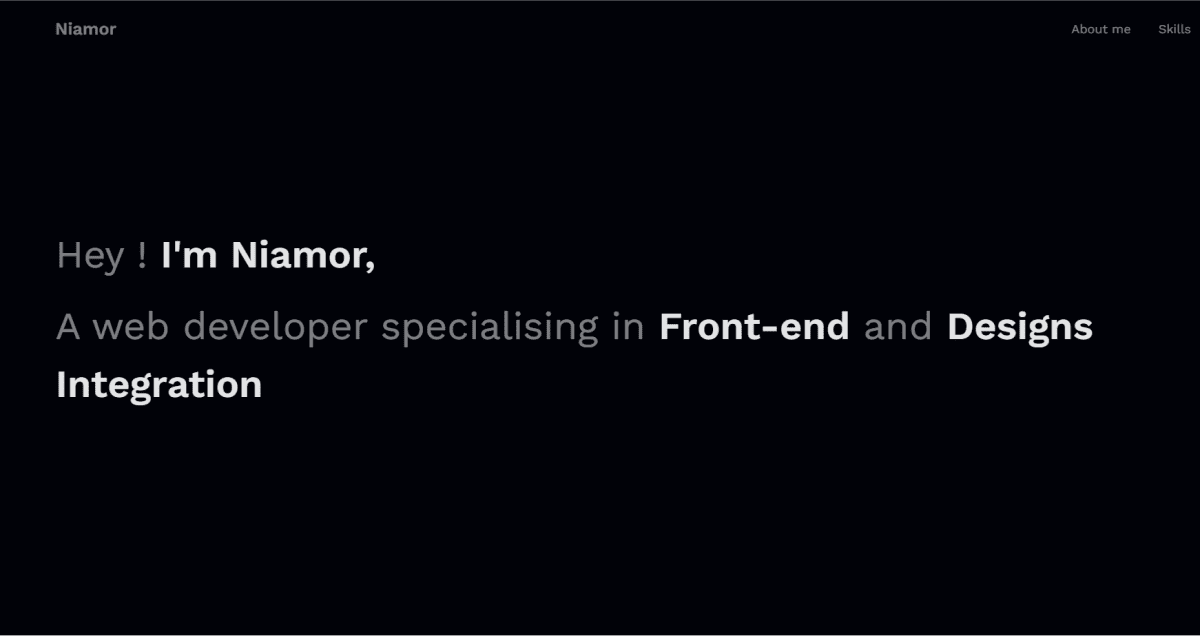 Niamor
About me
Skills
Hey ! I'm Niamor,
A web developer specialising in Front-end and Designs
Integration